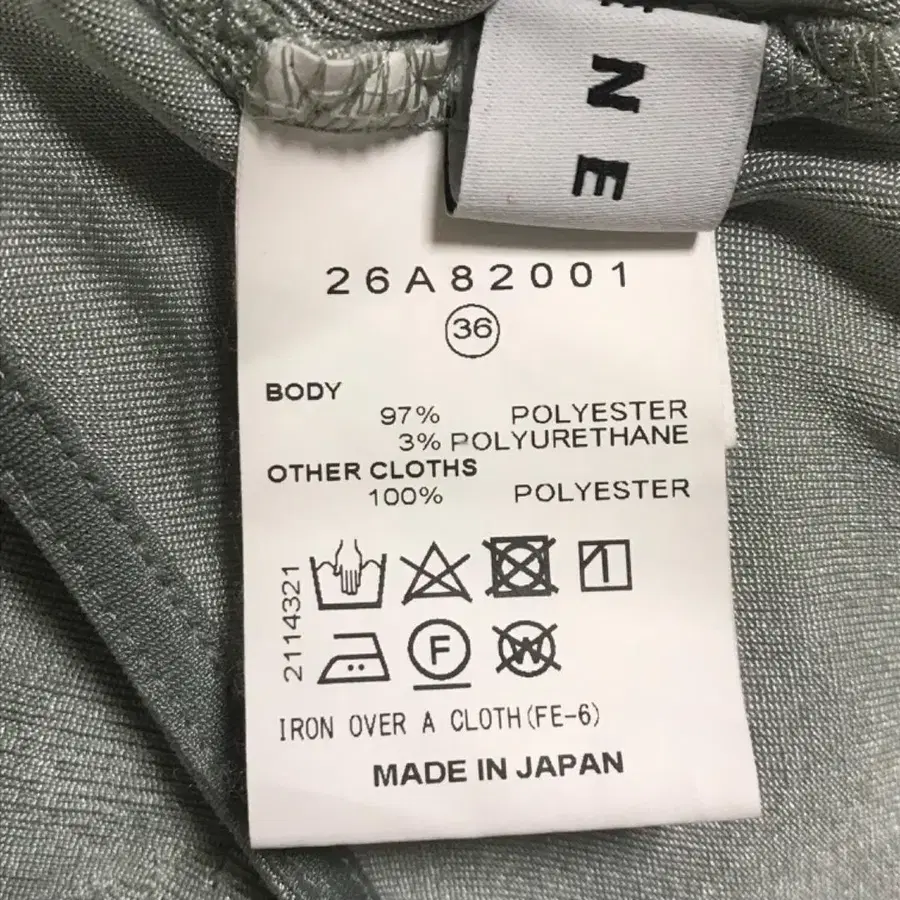 ENE
26A82001
36
BODY
97% POLYESTER
3% POLYURETHANE
OTHER CLOTHS
100% POLYESTER
2114321
F
W
IRON OVER A CLOTH(FE-6)
MADE IN JAPAN